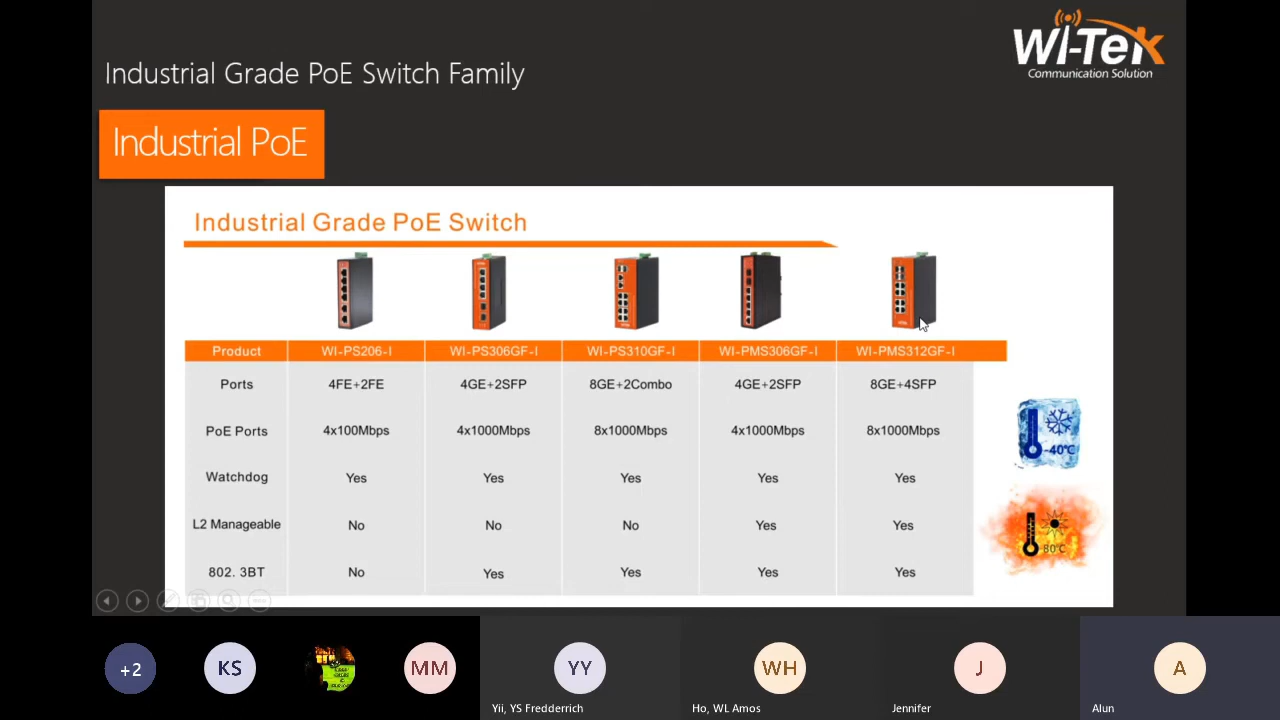 WI-Tek
Communication Solution
Industrial Grade PoE Switch Family
Industrial PoE
Industrial Grade PoE Switch
Product WI-PS206-I WI-PS306GF-I WI-PS310GF-I WI-PMS306GF-I WI-PMS312GF-I
Ports 4FE+2FE 4GE+2SFP 8GE+2Combo 4GE+2SFP 8GE+4SFP
PoE Ports 4x100Mbps 4x1000Mbps 8x1000Mbps 4x1000Mbps 8x1000Mbps
Watchdog Yes Yes Yes Yes Yes
L2 Manageable No No No Yes Yes
802. 3BT No Yes Yes Yes Yes
-40℃
80℃
+2 KS MM YY WH J A
Yii, YS Fredderrich Ho, WL Amos Jennifer Alun